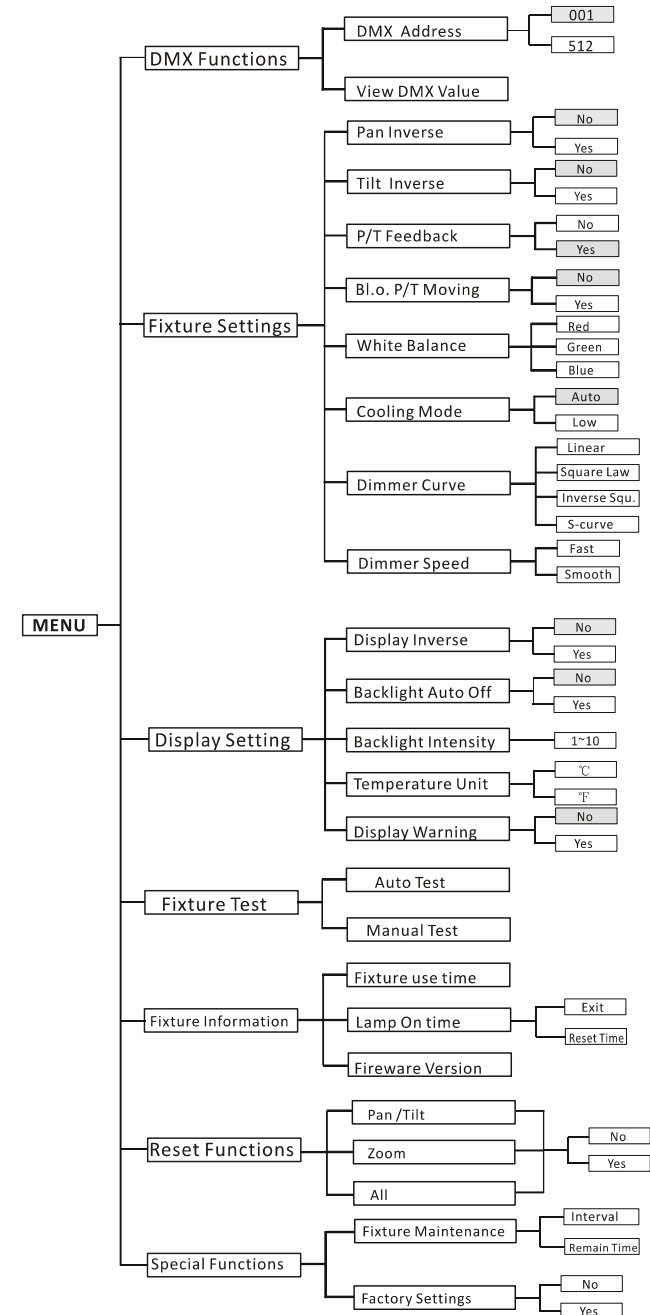 MENU
DMX Functions
DMX Address
001
512
View DMX Value
Fixture Settings
Pan Inverse
No
Yes
Tilt Inverse
No
Yes
P/T Feedback
No
Yes
Bl.o. P/T Moving
No
Yes
White Balance
Red
Green
Blue
Cooling Mode
Auto
Low
Dimmer Curve
Linear
Square Law
Inverse Squ.
S-curve
Dimmer Speed
Fast
Smooth
Display Setting
Display Inverse
No
Yes
Backlight Auto Off
No
Yes
Backlight Intensity
1~10
Temperature Unit
℃
℉
Display Warning
No
Yes
Fixture Test
Auto Test
Manual Test
Fixture Information
Fixture use time
Lamp On time
Exit
Reset Time
Fireware Version
Reset Functions
Pan /Tilt
Zoom
All
No
Yes
Special Functions
Fixture Maintenance
Interval
Remain Time
Factory Settings
No
Yes